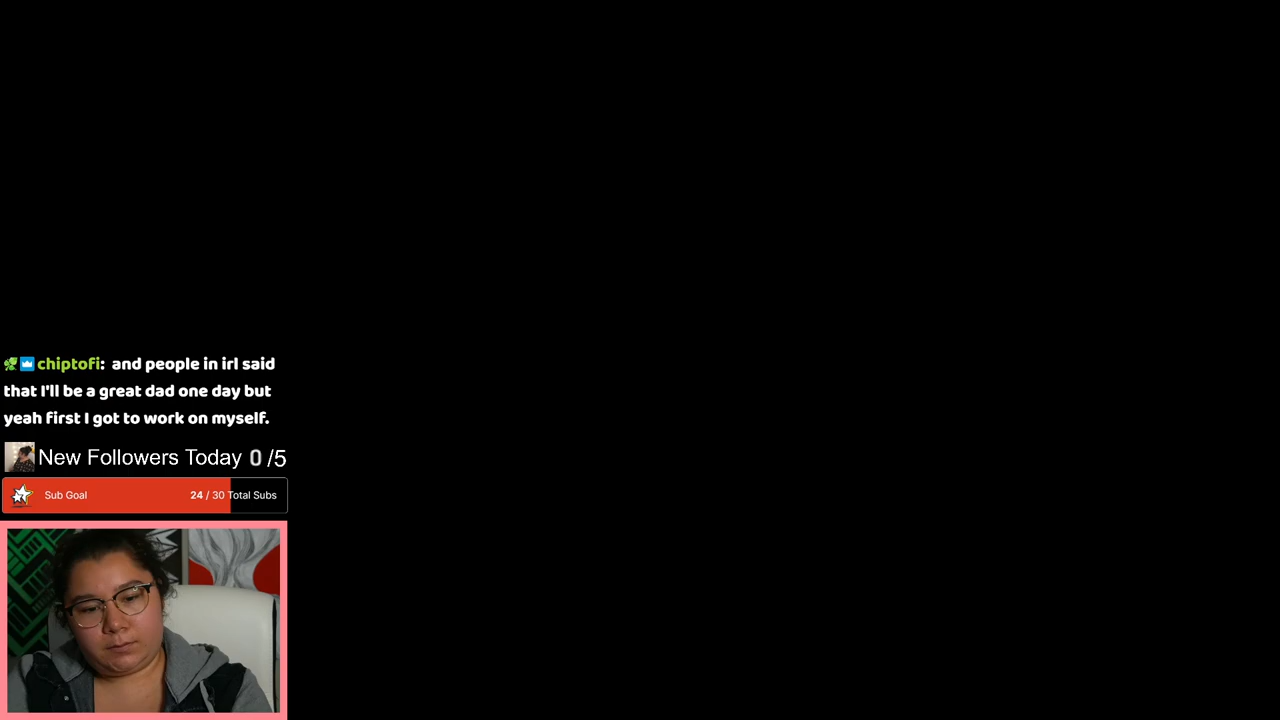 chiptofi: and people in irl said
that I'll be a great dad one day but
yeah first I got to work on myself.
New Followers Today 0 /5
Sub Goal 24 / 30 Total Subs